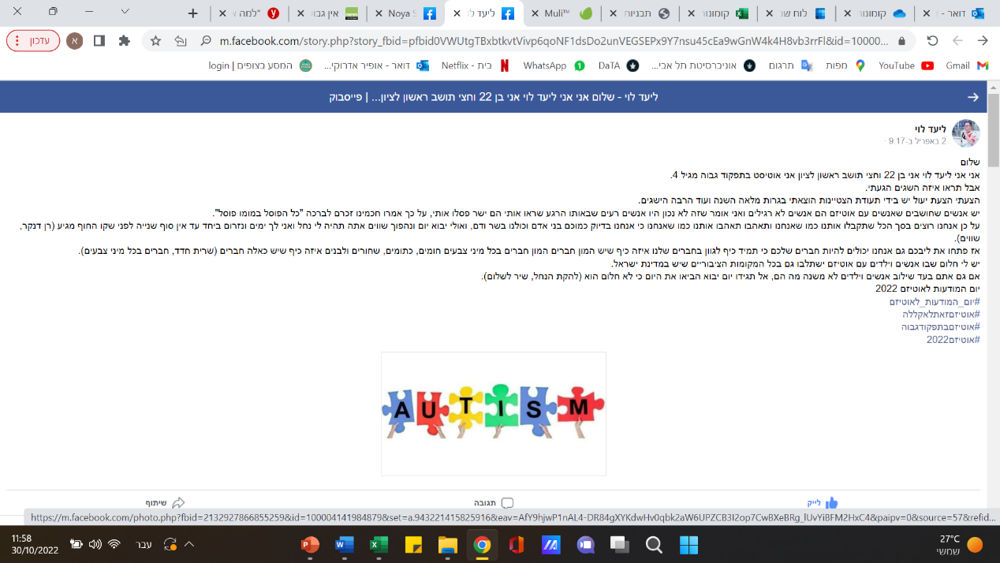 דואר -
קומונר
לוח שנ
קומונר
תבניות
Muli™
ליעד לו
Noya S
אין גבול
"למה א
עדכון
א
m.facebook.com/story.php?story_fbid=
Gmail
YouTube
מפות
תרגום
אוניברסיטת תל אבי...
DaTA
WhatsApp
בית - Netflix
דואר - אופיר אדרוקי...
המסע בצופים | login
ליעד לוי - שלום אני אני ליעד לוי אני בן 22 וחצי תושב ראשון לציון... | פייסבוק
ליעד לוי
2 באפריל ב-9:17
שלום
אני אני ליעד לוי אני בן 22 וחצי תושב ראשון לציון אני אוטיסט בתפקוד גבוה מגיל 4.
אבל תראו איזה השגים הגעתי.
הצעתי הצעת יעול יש בידי תעודת הצטיינות הוצאתי בגרות מלאה השנה ועוד הרבה הישגים.
יש אנשים שחושבים שאנשים עם אוטיזם הם אנשים לא רגילים ואני אומר שזה לא נכון היו אנשים רעים שבאותו הרגע שראו אותי הם ישר פסלו אותי, על כך אמרו חכמינו זכרם לברכה "כל הפוסל במומו פוסל".
על כן אנחנו רוצים בסך הכל שתקבלו אותנו כמו שאנחנו ותאהבו תאהבו אותנו כמו שאנחנו כי אנחנו בדיוק כמוכם בני אדם וכולנו בשר ודם, ואולי יבוא יום ונהפוך שווים אתה תהיה לי נחל ואני לך ימים ונזרום ביחד עד אין סוף שנייה לפני שקו החוף מגיע (רן דנקר,
שווים).
אז פתחו את ליבכם גם אנחנו יכולים להיות חברים שלכם כי תמיד כיף לגוון בחברים שלנו איזה כיף שיש המון חברים המון חברים בכל מיני צבעים חומים, כתומים, שחורים ולבנים איזה כיף שיש כאלה חברים (שרית חדד, חברים בכל מיני צבעים).
יש לי חלום שבו אנשים וילדים עם אוטיזם ישתלבו גם בכל המקומות הציבוריים שיש במדינת ישראל.
אם גם אתם בעד שילוב אנשים וילדים לא משנה מה הם, אל תגידו יום יבוא הביאו את היום כי לא חלום הוא (להקת הנחל, שיר לשלום).
יום המודעות לאוטיזם 2022
#יום_המודעות_לאוטיזם
#אוטיזםזאתלאקללה
#אוטיזםבתפקודגבוה
#אוטיזם2022
AUTISM
לייק
תגובה
שיתוף
https://m.facebook.com/photo.php?fbid=2132927866855259&id=100004141984879&set=a.943221415825916&eav=
27°C
שמשי
עבר
11:58
30/10/2022